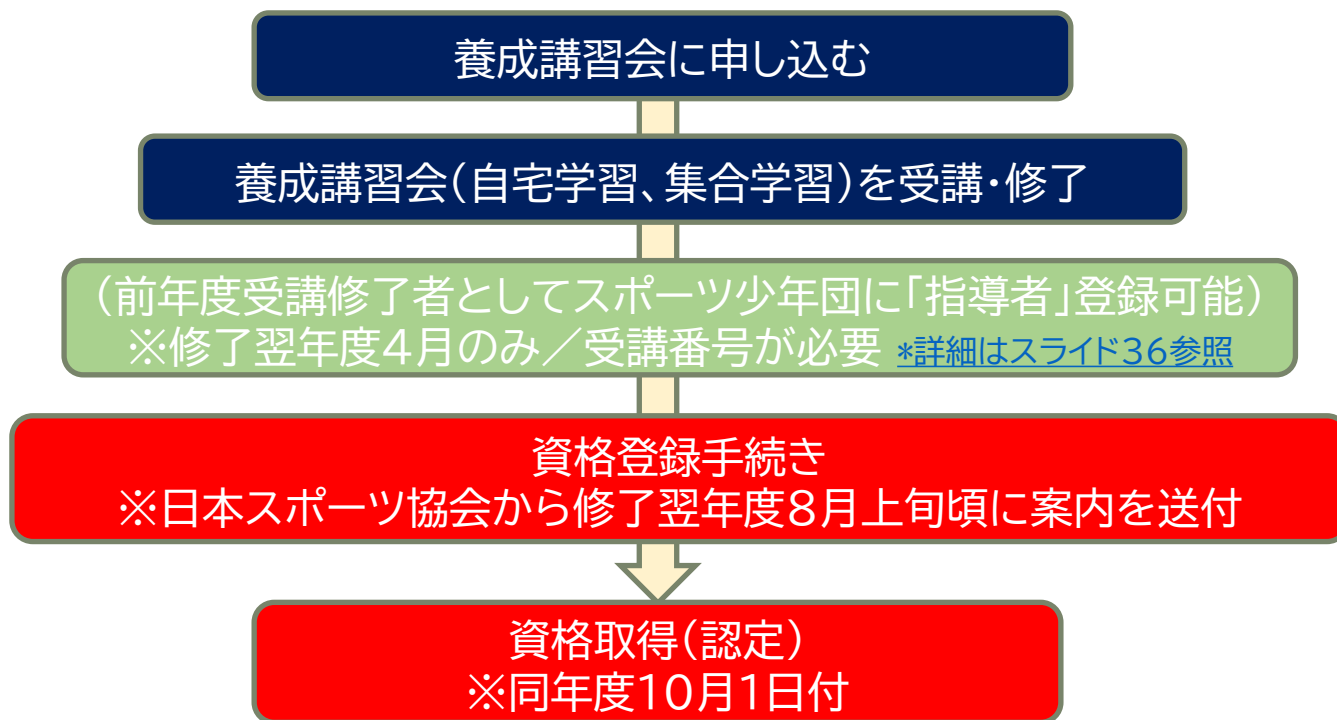 養成講習会に申し込む
養成講習会(自宅学習、集合学習)を受講・修了
(前年度受講修了者としてスポーツ少年団に「指導者」登録可能)
※修了翌年度4月のみ/受講番号が必要 *詳細はスライド36参照
資格登録手続き
※日本スポーツ協会から修了翌年度8月上旬頃に案内を送付
資格取得(認定)
※同年度10月1日付